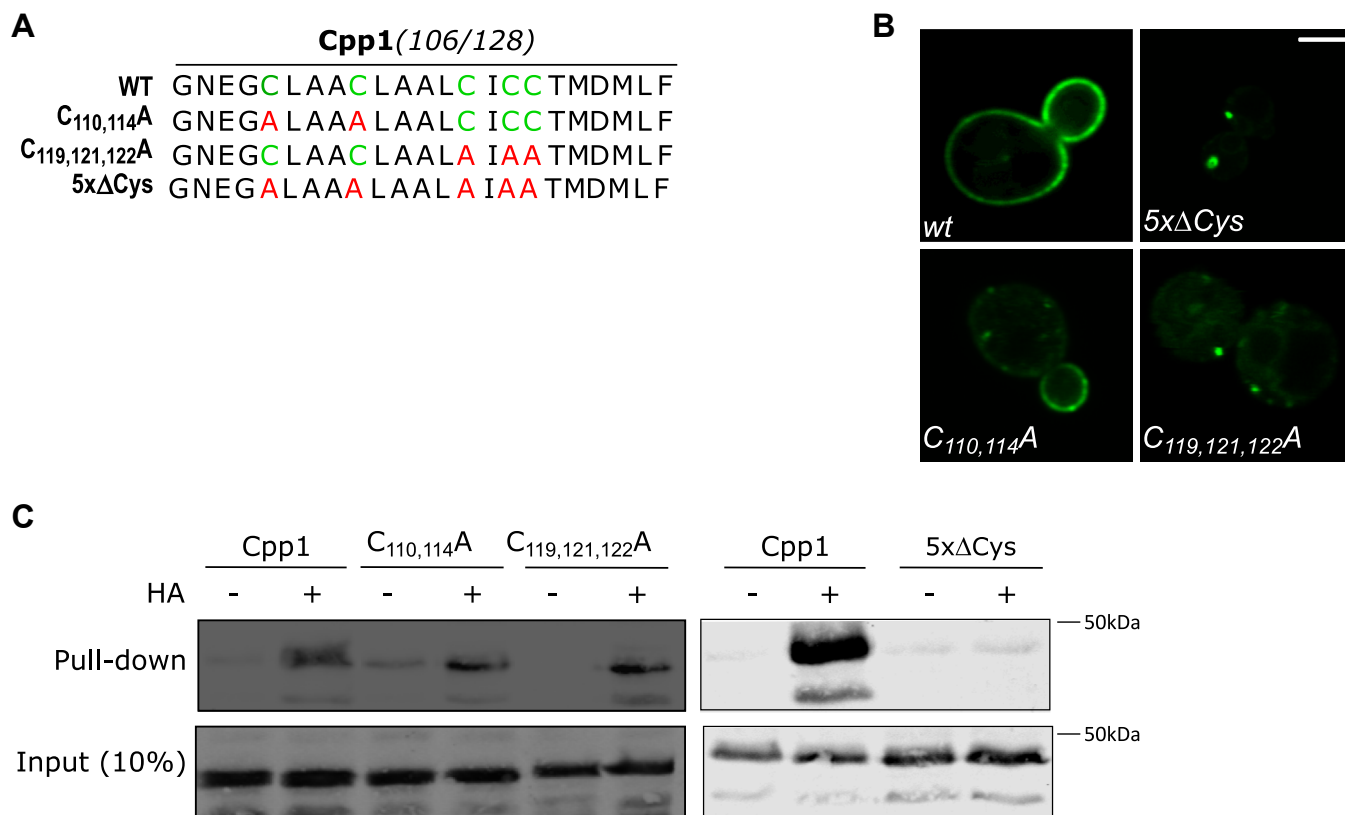 A
Cpp1(106/128)
WT GNEGCLAACLAALCICCTMDMLF
C110,114A GNEGALAAALAALCICCTMDMLF
C119,121,122A GNEGCLAACLAALAIAATMDMLF
5xΔCys GNEGALAAALAALAIAATMDMLF
B
wt
5xΔCys
C110,114A
C119,121,122A
C
Cpp1 C110,114A C119,121,122A Cpp1 5xΔCys
HA - + - + - + - + - +
Pull-down
50kDa
Input (10%)
50kDa